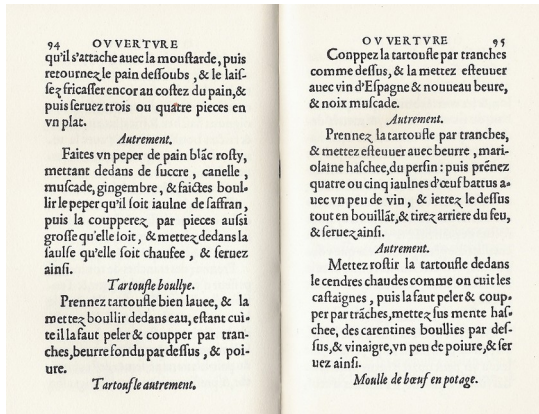 94 OVVERTVRE
qu'il s'attache auec la moustarde, puis
retournez le pain dessoubs, & le lais-
sez fricasser encor au costez du pain, &
puis seruez trois ou quatre pieces en
vn plat.
Autrement.
Faites vn peper de pain blãc rosty,
mettant dedans de succre, canelle,
muscade, gingembre, & faictes boul-
lir le peper qu'il soit iaulne de saffran,
puis la coupperez par pieces aussi
grosse qu'elle soit, & mettez dedans la
saulse qu'elle soit chaufee, & seruez
ainsi.
Tartoufle boullye.
Prennez tartoufle bien lauee, & la
mettez boullir dedans eau, estant cui-
te il la faut peler & coupper par tran-
ches, beurre fondu par dessus, & poi-
ure.
Tartoufle autrement.
OVVERTVRE 95
Couppez la tartoufle par tranches
comme dessus, & la mettez esteuuer
auec vin d'Espagne & nouueau beure,
& noix muscade.
Autrement.
Prennez la tartoufle par tranches,
& mettez esteuuer auec beurre, mari-
olaine haschee, du persin: puis prẽnez
quatre ou cinq iaulnes d'œuf battus a-
uec vn peu de vin, & iettez le dessus
tout en bouillãt, & tirez arriere du feu,
& seruez ainsi.
Autrement.
Mettez rostir la tartoufle dedans
le cendres chaudes comme on cuit les
castaignes, puis la faut peler & coup-
per par trãches, mettez sus mente has-
chee, des carentines boullies par des-
sus, & vinaigre, vn peu de poiure, & ser
uez ainsi.
Moulle de bœuf en potage.